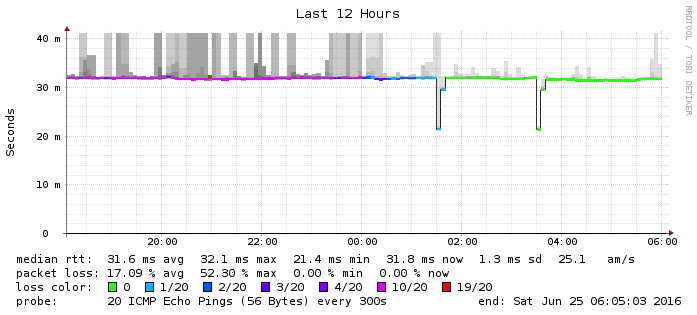 Last 12 Hours
RRDTOOL / TOBI OETIKER
Seconds
40 m
30 m
20 m
10 m
0
20:00 22:00 00:00 02:00 04:00 06:00
median rtt: 31.6 ms avg 32.1 ms max 21.4 ms min 31.8 ms now 1.3 ms sd 25.1 am/s
packet loss: 17.09 % avg 52.30 % max 0.00 % min 0.00 % now
loss color: 0 1/20 2/20 3/20 4/20 10/20 19/20
probe: 20 ICMP Echo Pings (56 Bytes) every 300s end: Sat Jun 25 06:05:03 2016